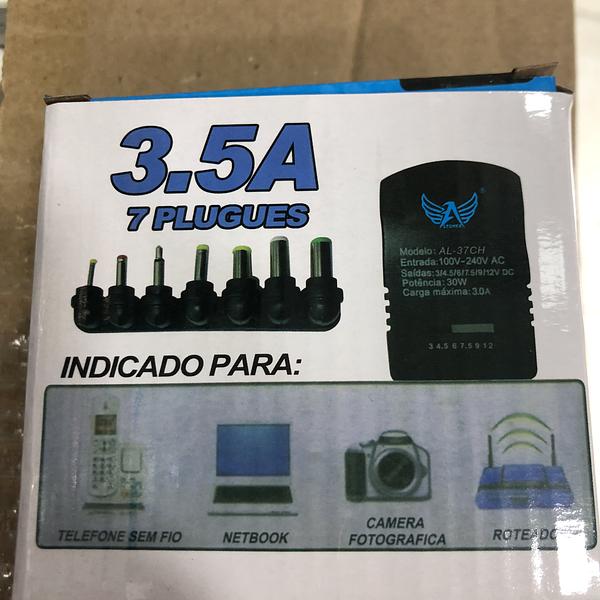 3.5A
7 PLUGUES
A
Modelo: AL-37CH
Entrada:100V~240V AC
Saídas:3/4.5/6/7.5/9/12V DC
Potência:30W
Carga máxima:3.0A
3 4.5 6 7.5 9 12
INDICADO PARA:
TELEFONE SEM FIO
NETBOOK
CAMERA
FOTOGRAFICA